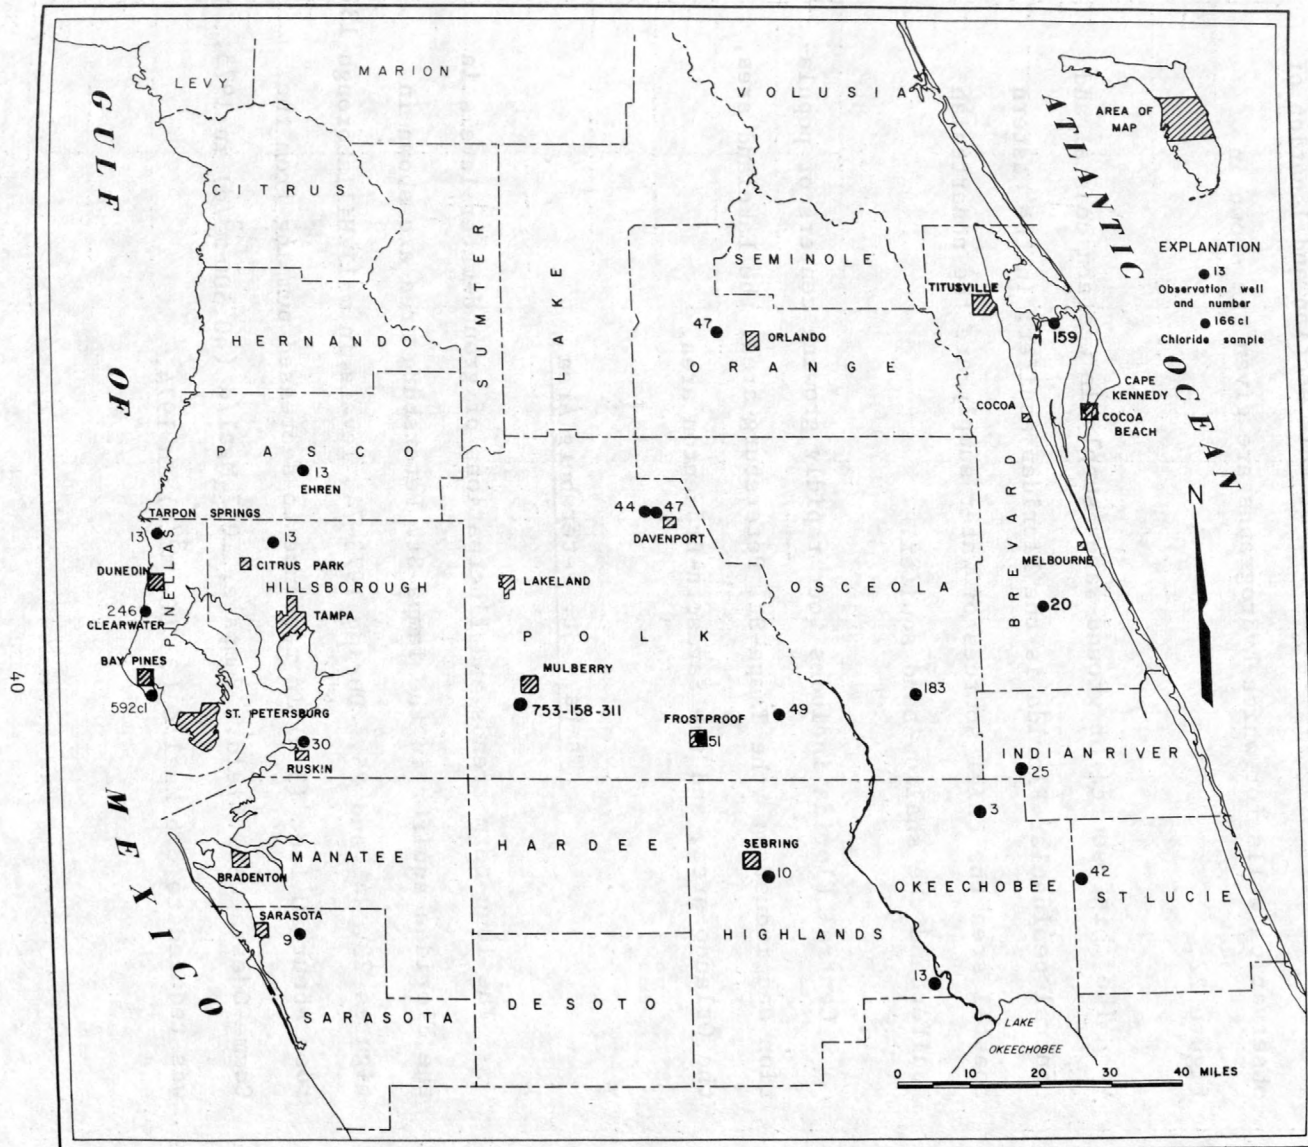 LEVY
MARION
VOLUSIA
GULF OF MEXICO
ATLANTIC OCEAN
AREA OF
MAP
CITRUS
SUMTER
LAKE
SEMINOLE
EXPLANATION
13
Observation well
and number
166cl
Chloride sample
TITUSVILLE
159
HERNANDO
47
ORLANDO
ORANGE
CAPE
KENNEDY
COCOA
COCOA
BEACH
PASCO
13
EHREN
BREVARD
N
TARPON SPRINGS
13
PINELLAS
13
44
47
DAVENPORT
MELBOURNE
DUNEDIN
CITRUS PARK
HILLSBOROUGH
LAKELAND
OSCEOLA
246
CLEARWATER
TAMPA
20
POLK
BAY PINES
592cl
MULBERRY
753-158-311
183
ST. PETERSBURG
FROSTPROOF
51
49
30
RUSKIN
INDIAN RIVER
25
3
MANATEE
BRADENTON
HARDEE
SEBRING
10
OKEECHOBEE
42
ST LUCIE
SARASOTA
9
HIGHLANDS
13
SARASOTA
DESOTO
LAKE
OKEECHOBEE
0 10 20 30 40 MILES
40